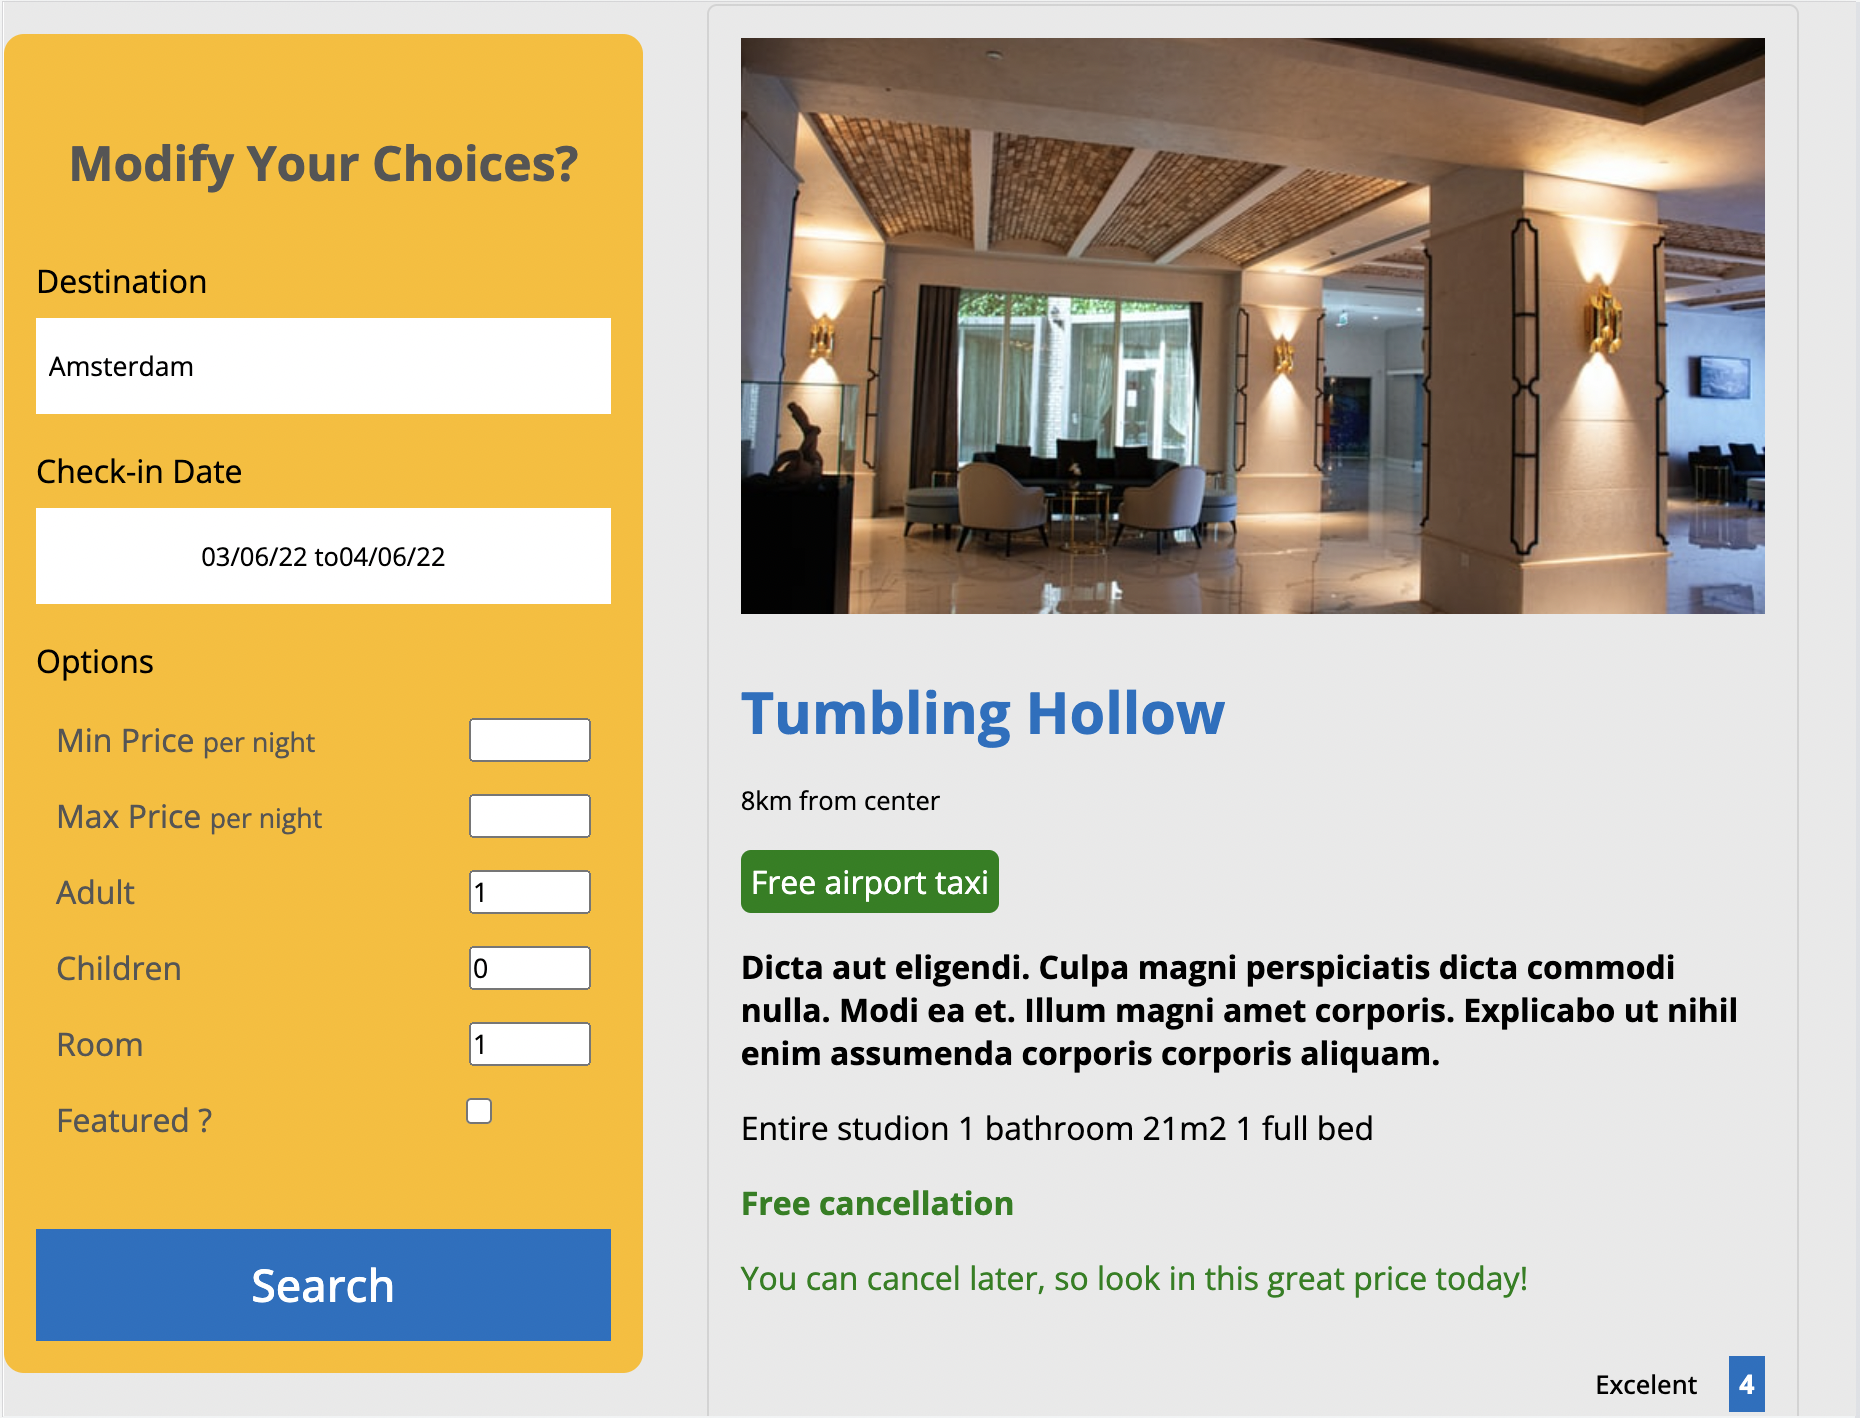 Modify Your Choices?
Destination
Amsterdam
Check-in Date
03/06/22 to04/06/22
Options
Min Price per night
Max Price per night
Adult 1
Children 0
Room 1
Featured ?
Search
Tumbling Hollow
8km from center
Free airport taxi
Dicta aut eligendi. Culpa magni perspiciatis dicta commodi
nulla. Modi ea et. Illum magni amet corporis. Explicabo ut nihil
enim assumenda corporis corporis aliquam.
Entire studion 1 bathroom 21m2 1 full bed
Free cancellation
You can cancel later, so look in this great price today!
Excelent 4